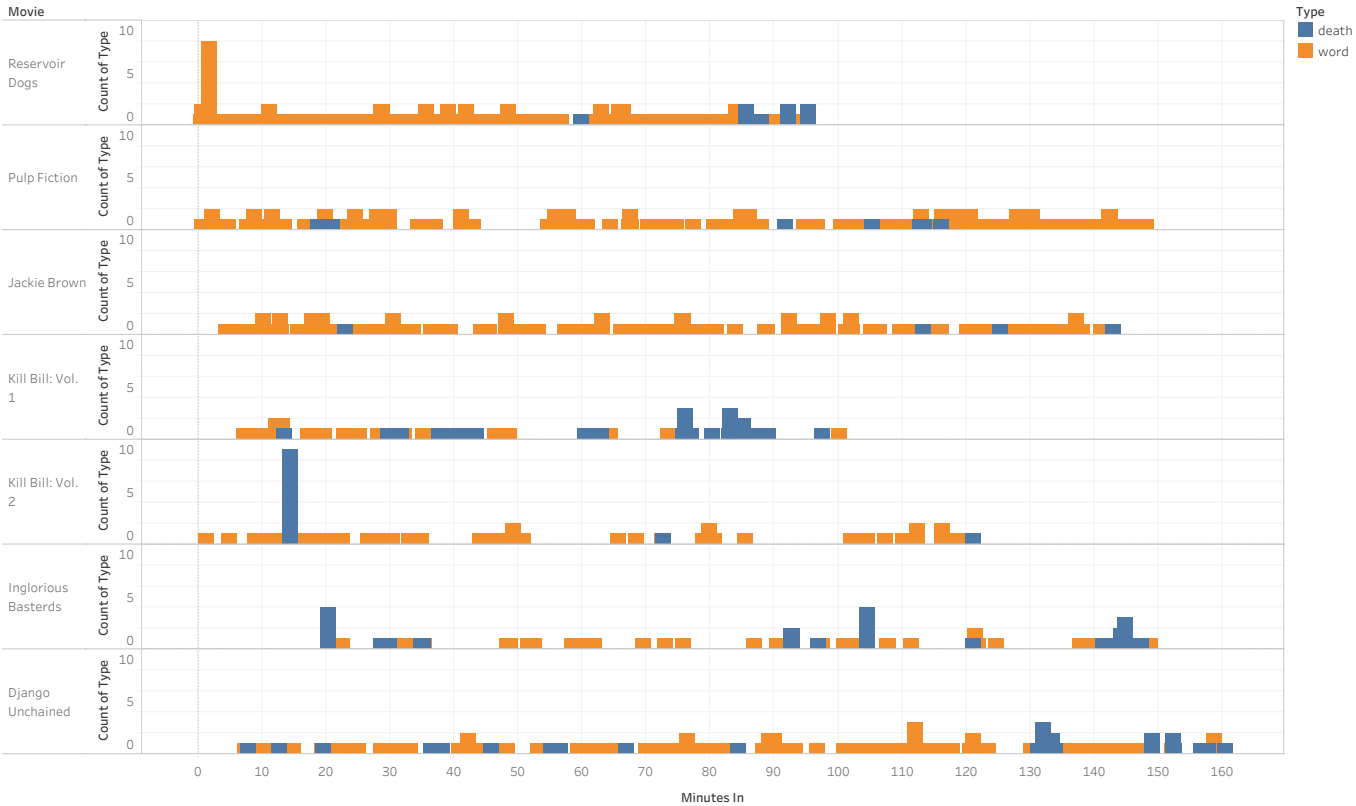 Movie
Type
death
word
Reservoir
Dogs
Count of Type
10
5
0
Pulp Fiction
Count of Type
10
5
0
Jackie Brown
Count of Type
10
5
0
Kill Bill: Vol.
1
Count of Type
10
5
0
Kill Bill: Vol.
2
Count of Type
10
5
0
Inglorious
Basterds
Count of Type
10
5
0
Django
Unchained
Count of Type
10
5
0
0 10 20 30 40 50 60 70 80 90 100 110 120 130 140 150 160
Minutes In